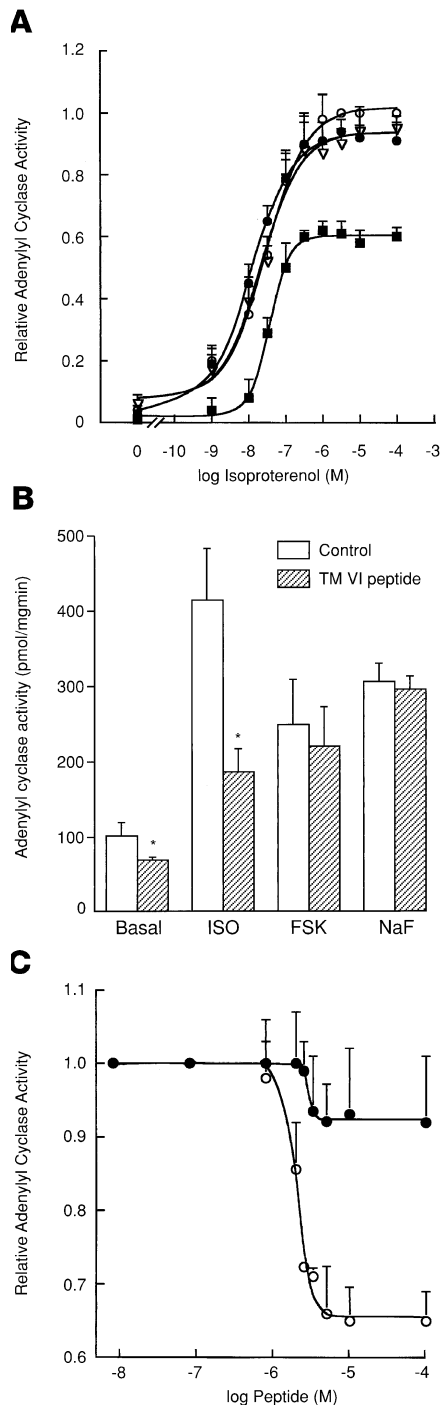 A
1.2
1.0
0.8
0.6
0.4
0.2
0
Relative Adenylyl Cyclase Activity
0 -10 -9 -8 -7 -6 -5 -4 -3
log Isoproterenol (M)
B
500
400
300
200
100
0
Adenylyl cyclase activity (pmol/mgmin)
Control
TM VI peptide
*
*
Basal ISO FSK NaF
C
1.1
1.0
0.9
0.8
0.7
0.6
Relative Adenylyl Cyclase Activity
-8 -7 -6 -5 -4
log Peptide (M)